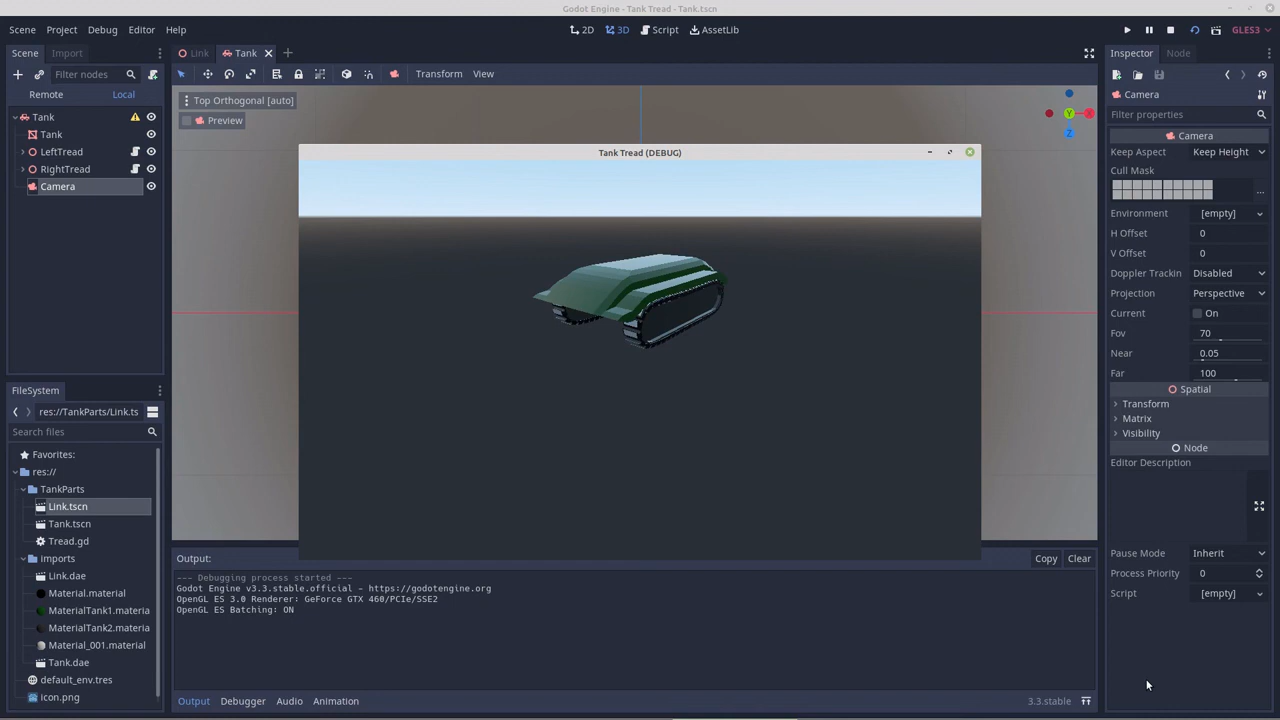 Godot Engine - Tank Tread - Tank.tscn
Scene Project Debug Editor Help
2D 3D Script AssetLib
GLES3
Scene Import
Link Tank
Inspector Node
Filter nodes
Transform View
Remote Local
Camera
Top Orthogonal [auto]
Preview
Filter properties
Tank
Tank
LeftTread
RightTread
Camera
Tank Tread (DEBUG)
Camera
Keep Aspect Keep Height
Cull Mask
...
Environment [empty]
H Offset 0
V Offset 0
Doppler Trackin Disabled
Projection Perspective
Current On
Fov 70
Near 0.05
Far 100
Spatial
Transform
Matrix
Visibility
Node
Editor Description
Pause Mode Inherit
Process Priority 0
Script [empty]
FileSystem
res://TankParts/Link.ts
Search files
Favorites:
res://
TankParts
Link.tscn
Tank.tscn
Tread.gd
imports
Link.dae
Material.material
MaterialTank1.materia
MaterialTank2.materia
Material_001.material
Tank.dae
default_env.tres
icon.png
Output: Copy Clear
--- Debugging process started ---
Godot Engine v3.3.stable.official - https://godotengine.org
OpenGL ES 3.0 Renderer: GeForce GTX 460/PCIe/SSE2
OpenGL ES Batching: ON
Output Debugger Audio Animation 3.3.stable
X
Y
Z